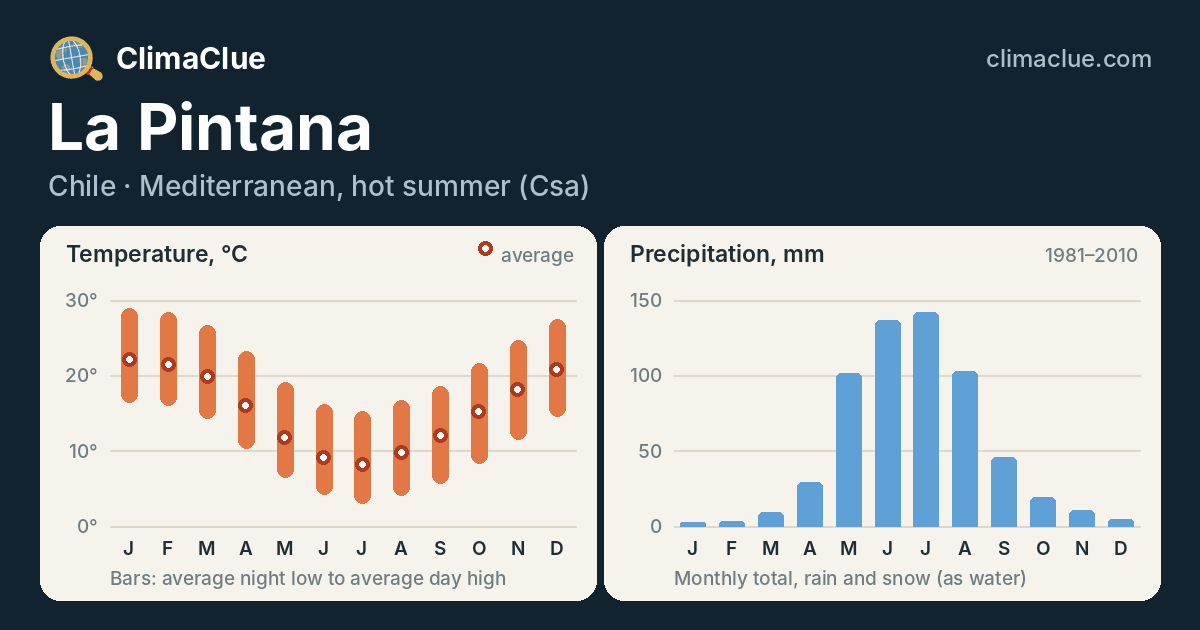 ClimaClue
climaclue.com
La Pintana
Chile · Mediterranean, hot summer (Csa)
Temperature, °C
average
30°
20°
10°
0°
J F M A M J J A S O N D
Bars: average night low to average day high
Precipitation, mm
1981–2010
150
100
50
0
J F M A M J J A S O N D
Monthly total, rain and snow (as water)